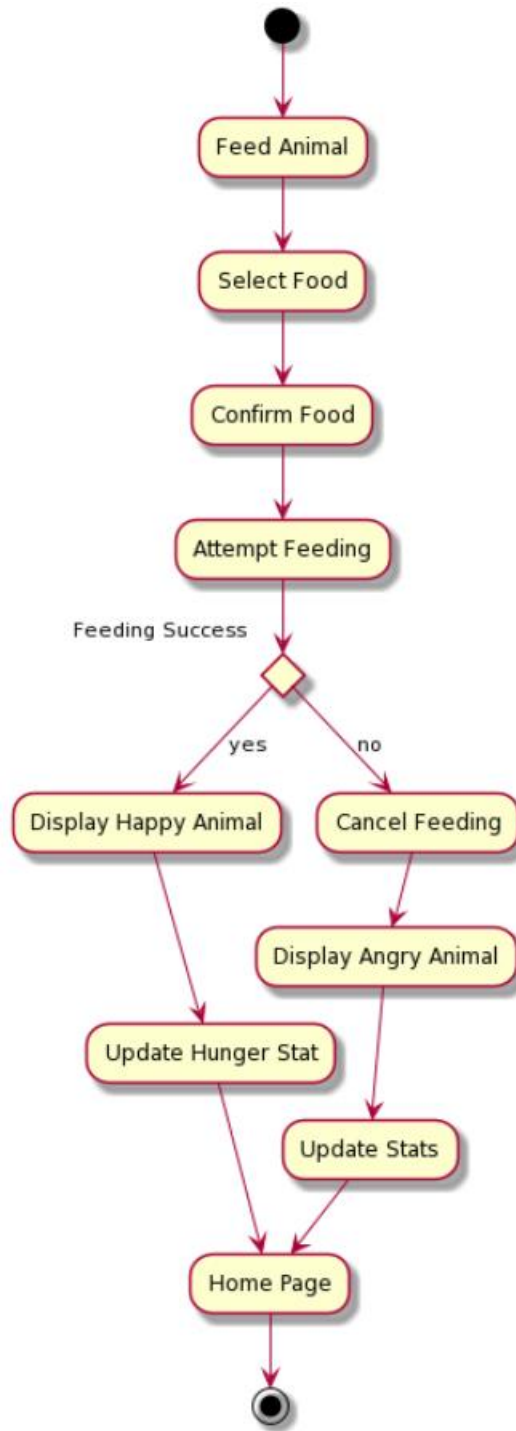 Feed Animal
Select Food
Confirm Food
Attempt Feeding
Feeding Success
yes
no
Display Happy Animal
Cancel Feeding
Display Angry Animal
Update Hunger Stat
Update Stats
Home Page